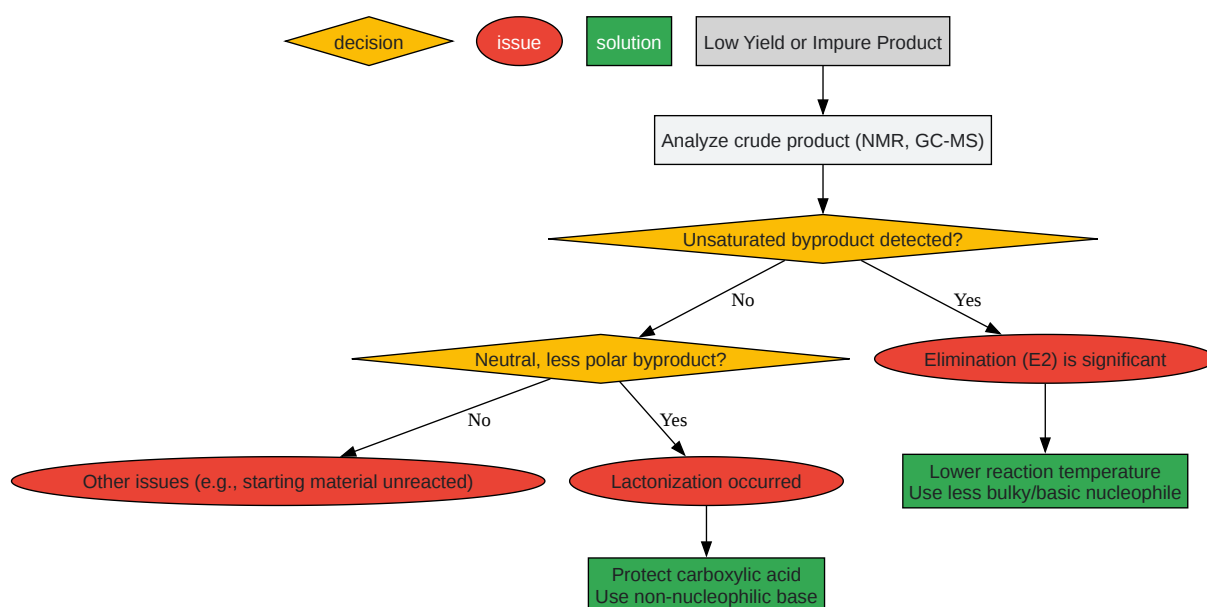 decision
issue
solution
Low Yield or Impure Product
Analyze crude product (NMR, GC-MS)
Unsaturated byproduct detected?
No
Yes
Neutral, less polar byproduct?
Elimination (E2) is significant
No
Yes
Other issues (e.g., starting material unreacted)
Lactonization occurred
Lower reaction temperature
Use less bulky/basic nucleophile
Protect carboxylic acid
Use non-nucleophilic base